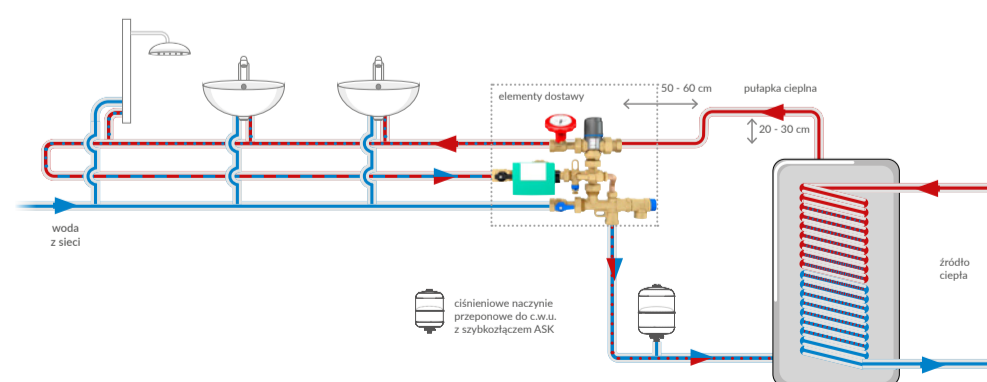 elementy dostawy
50 - 60 cm
pułapka cieplna
20 - 30 cm
woda
z sieci
źródło
ciepła
ciśnieniowe naczynie
przeponowe do c.w.u.
z szybkozłączem ASK